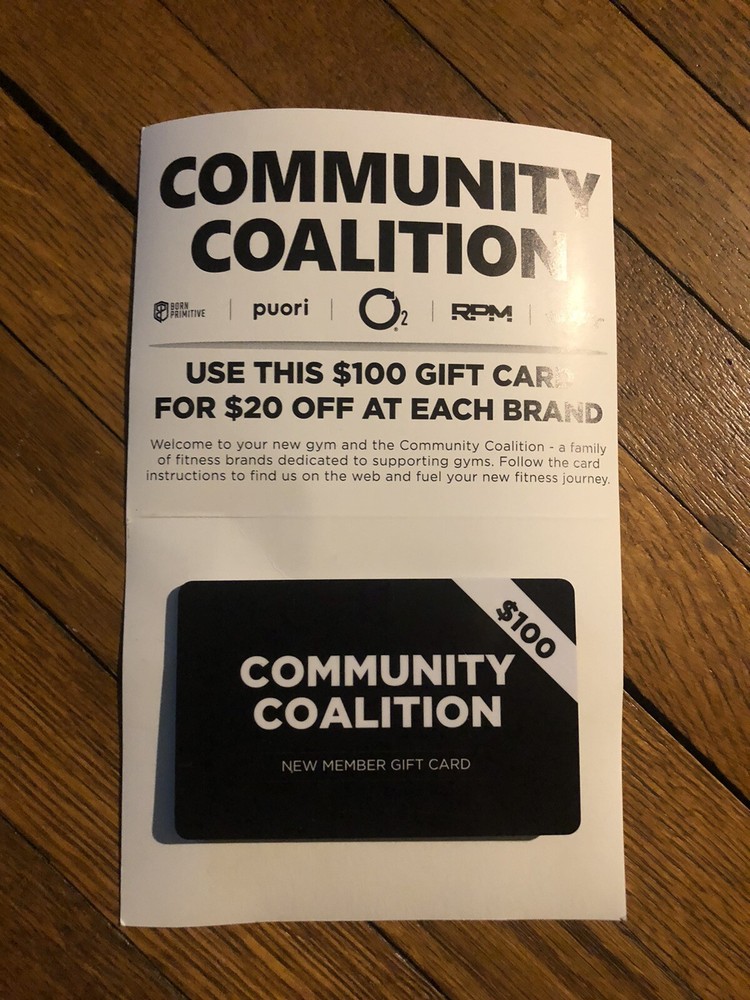 COMMUNITY
COALITION
BORN
PRIMITIVE
puori
O2
RPM
USE THIS $100 GIFT CARD
FOR $20 OFF AT EACH BRAND
Welcome to your new gym and the Community Coalition - a family
of fitness brands dedicated to supporting gyms. Follow the card
instructions to find us on the web and fuel your new fitness journey.
$100
COMMUNITY
COALITION
NEW MEMBER GIFT CARD